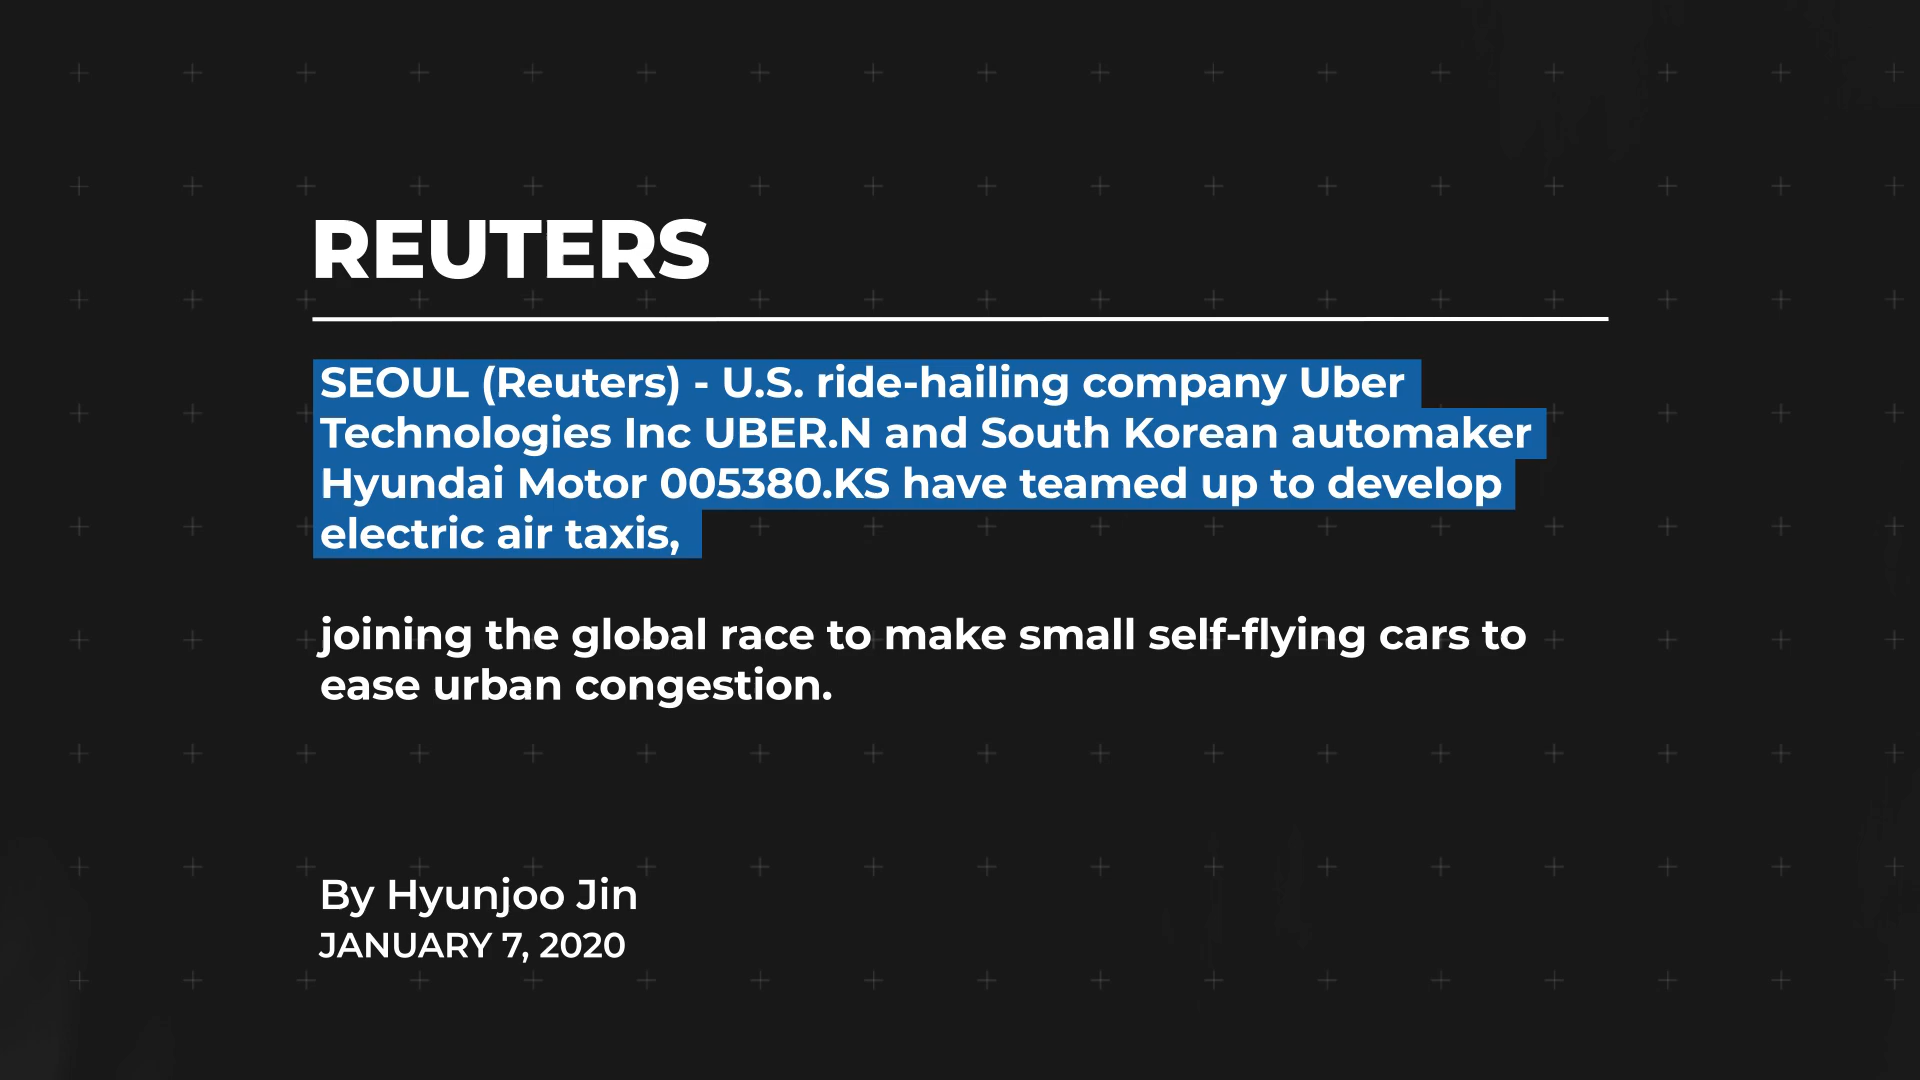 REUTERS
SEOUL (Reuters) - U.S. ride-hailing company Uber
Technologies Inc UBER.N and South Korean automaker
Hyundai Motor 005380.KS have teamed up to develop
electric air taxis,
joining the global race to make small self-flying cars to
ease urban congestion.
By Hyunjoo Jin
JANUARY 7, 2020